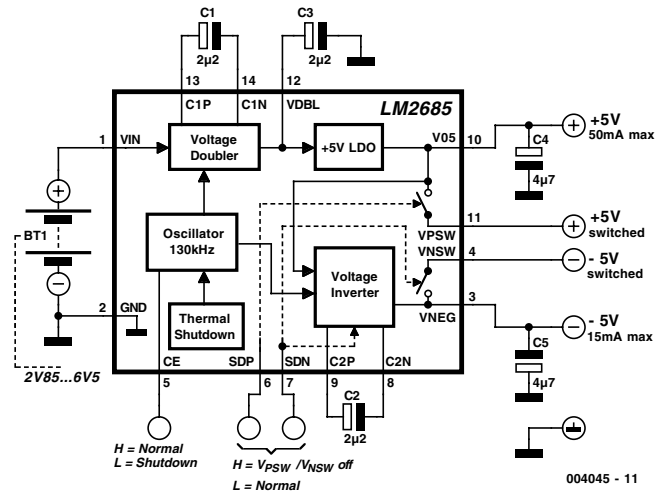 C1
C3
2µ2
2µ2
13
14
12
C1P
C1N
VDBL
LM2685
1
VIN
Voltage
Doubler
+5V LDO
V05
10
+5V
50mA max
C4
4µ7
BT1
Oscillator
130kHz
VPSW
11
+5V
switched
VNSW
4
- 5V
switched
Voltage
Inverter
2
GND
Thermal
Shutdown
VNEG
3
- 5V
15mA max
C5
4µ7
2V85...6V5
CE
SDP
SDN
C2P
C2N
5
6
7
9
8
C2
2µ2
H = Normal
L = Shutdown
H = VPSW /VNSW off
L = Normal
004045 - 11